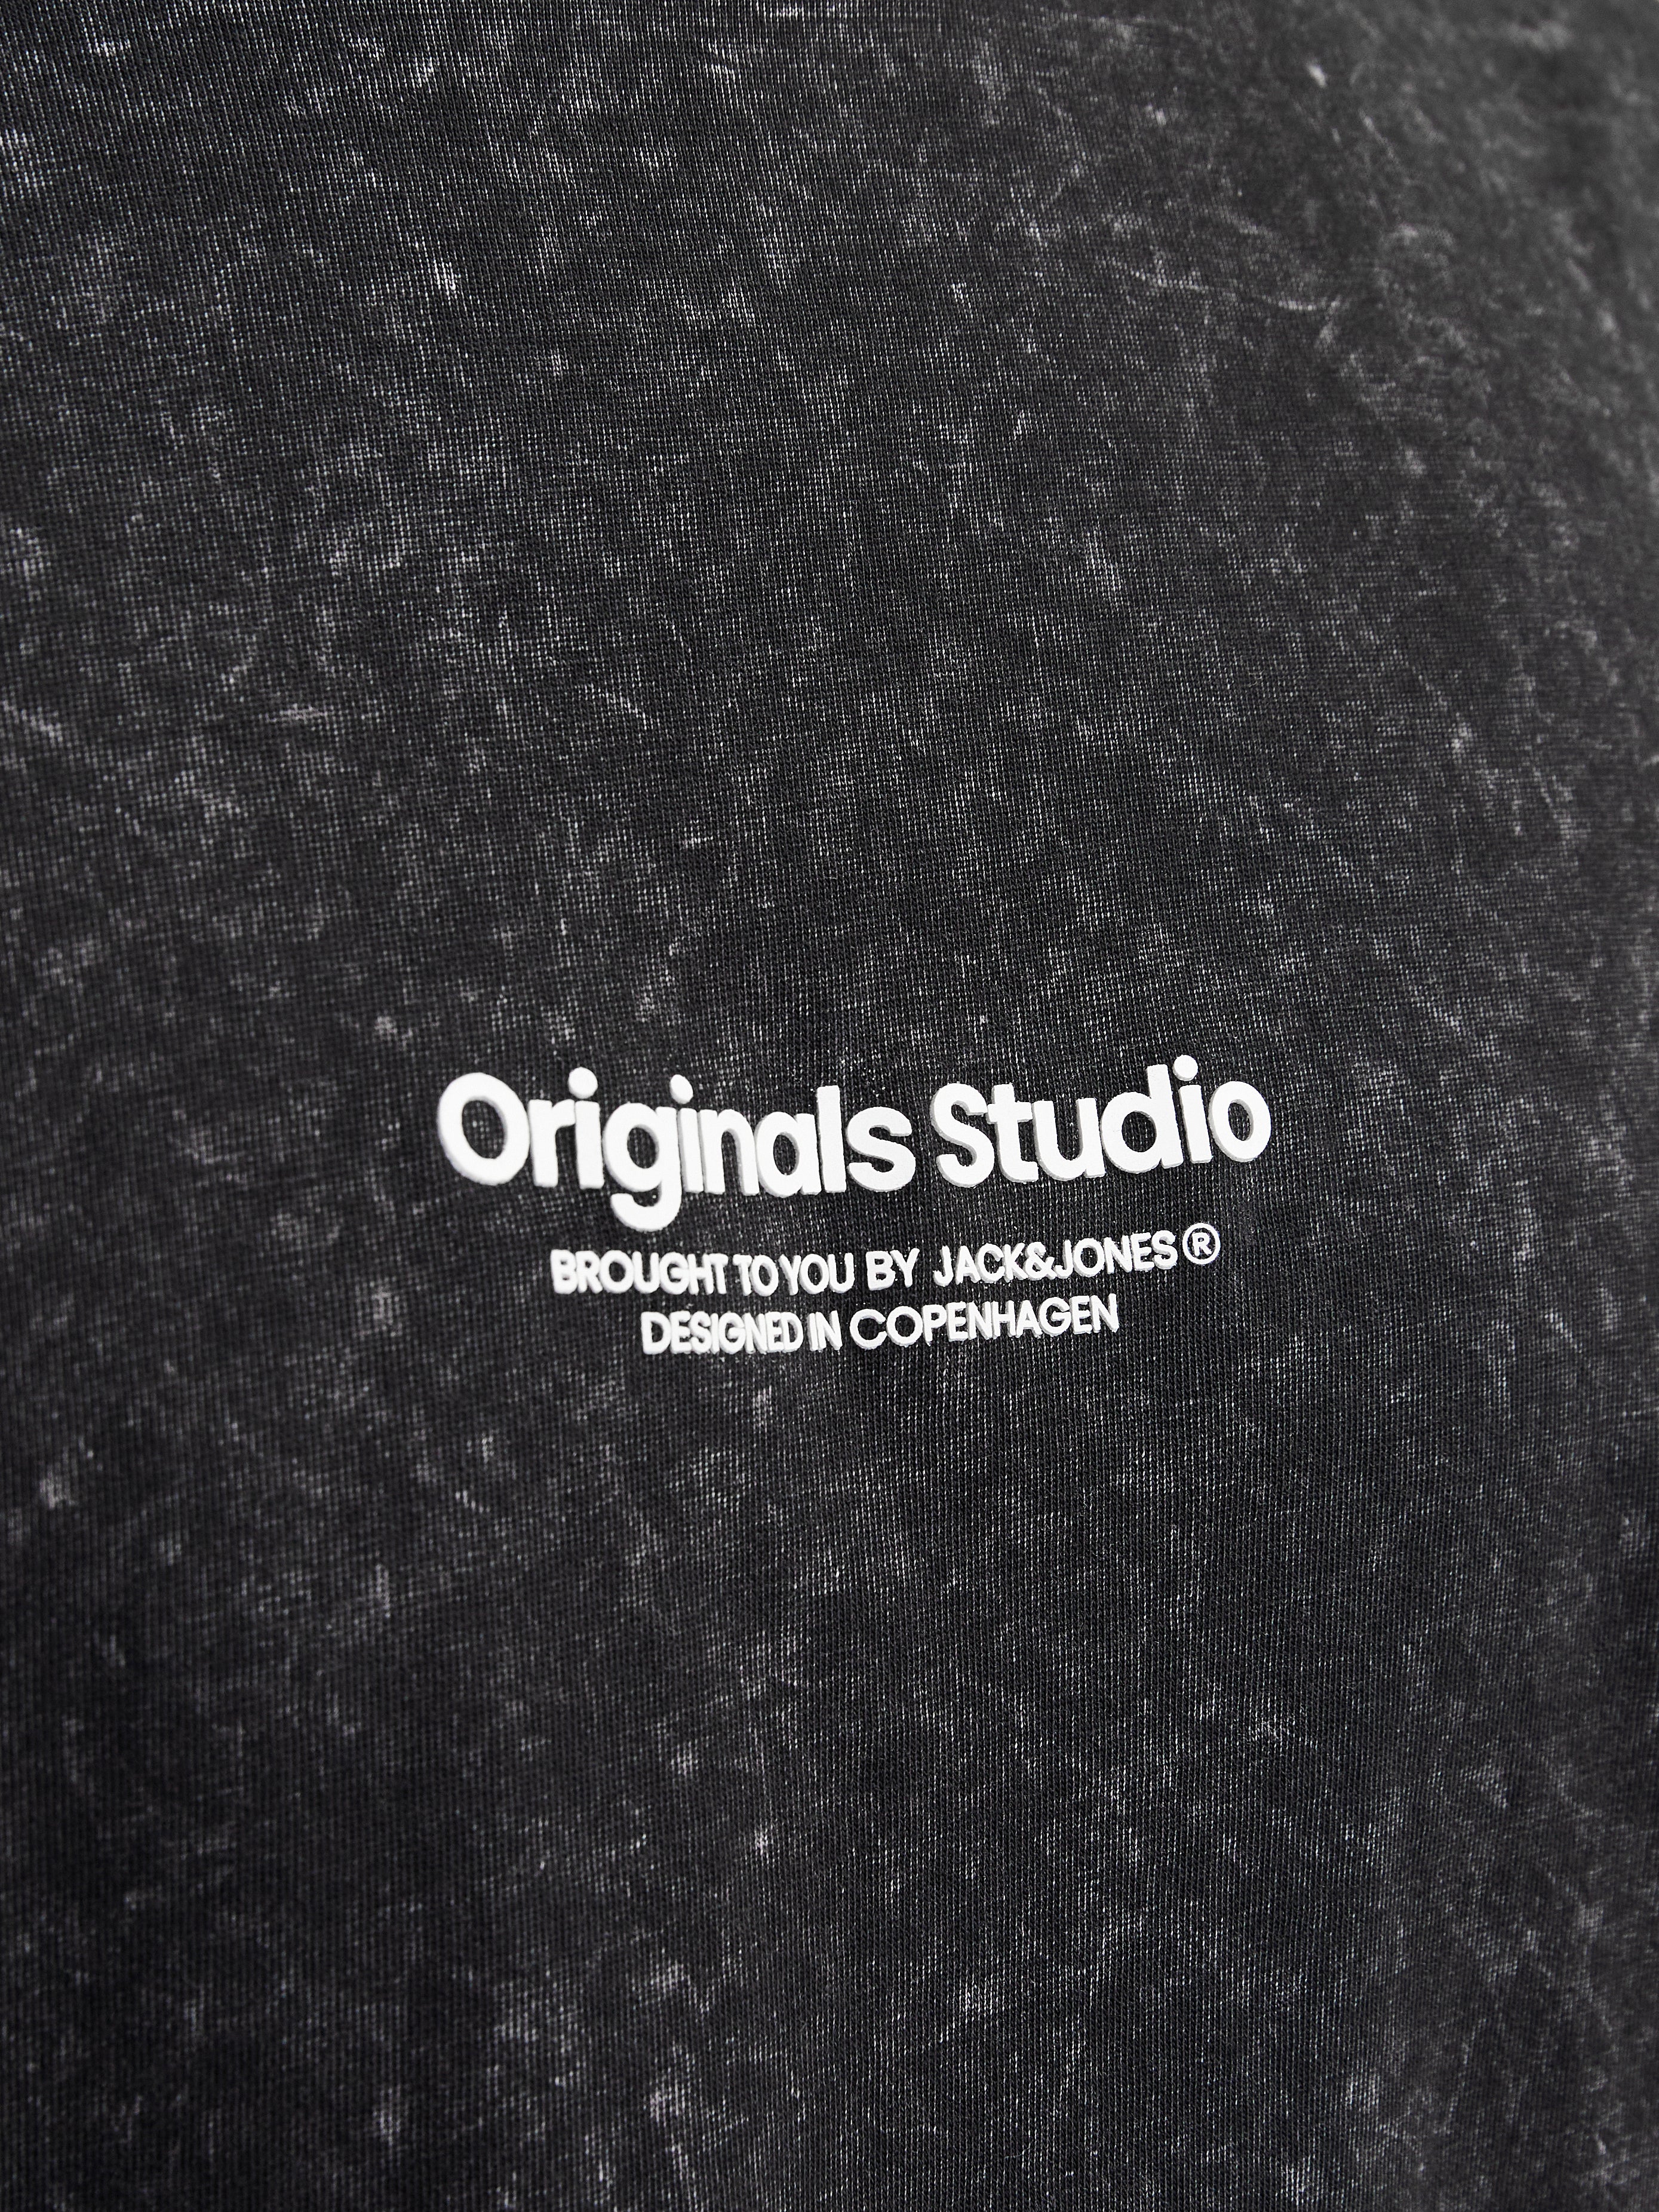 Originals Studio
BROUGHT TO YOU BY JACK&JONES®
DESIGNED IN COPENHAGEN